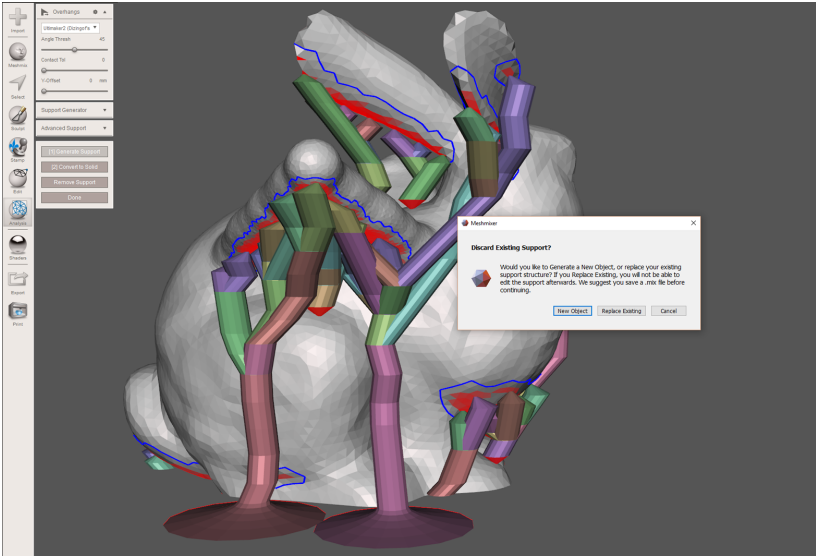 Import
Meshmix
Select
Sculpt
Stamp
Edit
Analysis
Shaders
Export
Print
Overhangs
Ultimaker2 (Doingel's
Angle Thresh 45
Contact Tol 0
Y-Offset 0 mm
Support Generator
Advanced Support
[1] Generate Support
[2] Convert to Solid
Remove Support
Done
Meshmixer
Discard Existing Support?
Would you like to Generate a New Object, or replace your existing
support structure? If you Replace Existing, you will not be able to
edit the support afterwards. We suggest you save a .mix file before
continuing.
New Object
Replace Existing
Cancel